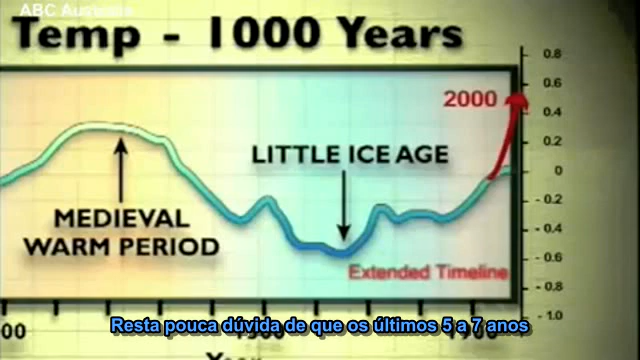 ABC Australia
Temp - 1000 Years
2000
LITTLE ICE AGE
MEDIEVAL
WARM PERIOD
Extended Timeline
0.8
0.6
0.4
0.2
0
- 0.2
- 0.4
- 0.6
- 0.8
- 1.0
1900
Resta pouca dúvida de que os últimos 5 a 7 anos